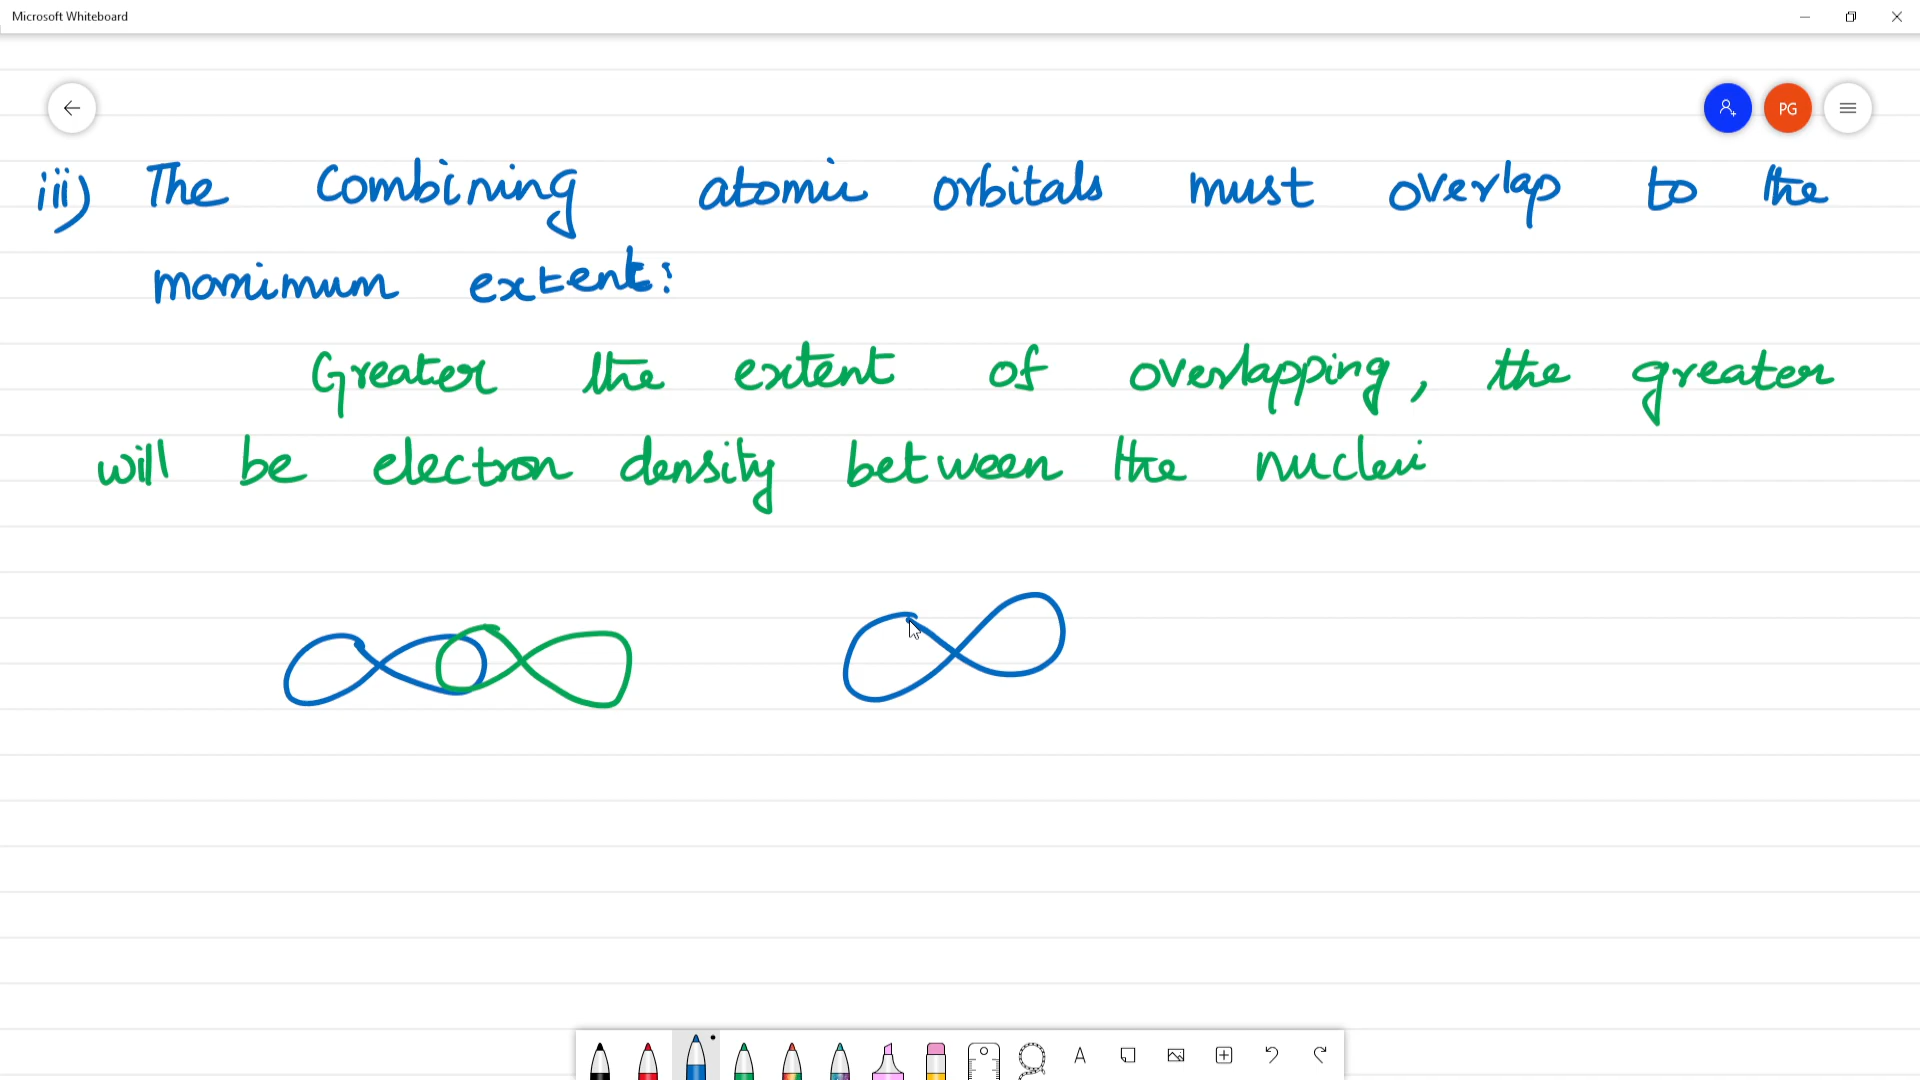 Microsoft Whiteboard
PG
iii) The Combining atomic orbitals must overlap to the
maximum extent:
Greater the extent of overlapping, the greater
will be electron density between the nuclei
A